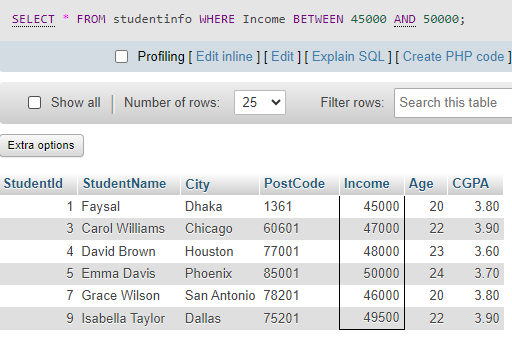 SELECT * FROM studentinfo WHERE Income BETWEEN 45000 AND 50000;
Profiling [ Edit inline ] [ Edit ] [ Explain SQL ] [ Create PHP code ]
Show all Number of rows: 25 Filter rows: Search this table
Extra options
StudentId StudentName City PostCode Income Age CGPA
1 Faysal Dhaka 1361 45000 20 3.80
3 Carol Williams Chicago 60601 47000 22 3.90
4 David Brown Houston 77001 48000 23 3.60
5 Emma Davis Phoenix 85001 50000 24 3.70
7 Grace Wilson San Antonio 78201 46000 20 3.80
9 Isabella Taylor Dallas 75201 49500 22 3.90